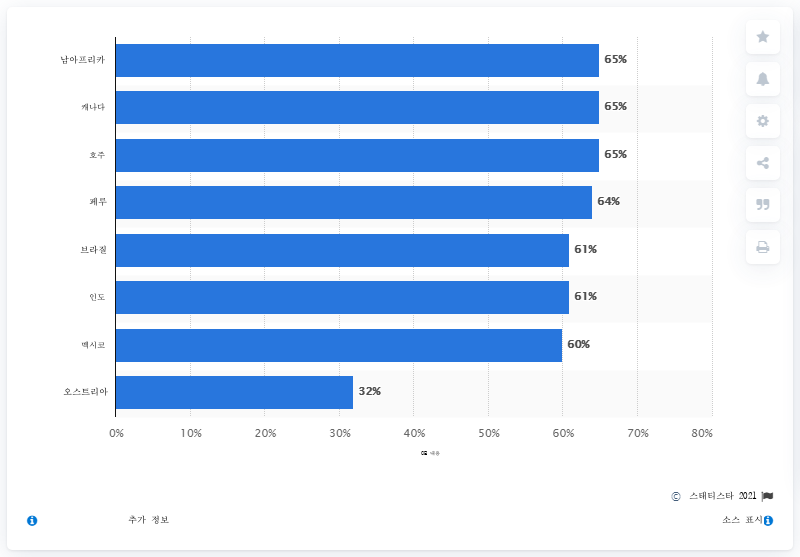 남아프리카 65%
캐나다 65%
호주 65%
페루 64%
브라질 61%
인도 61%
멕시코 60%
오스트리아 32%
0% 10% 20% 30% 40% 50% 60% 70% 80%
© 스태티스타 2021
추가 정보 소스 표시